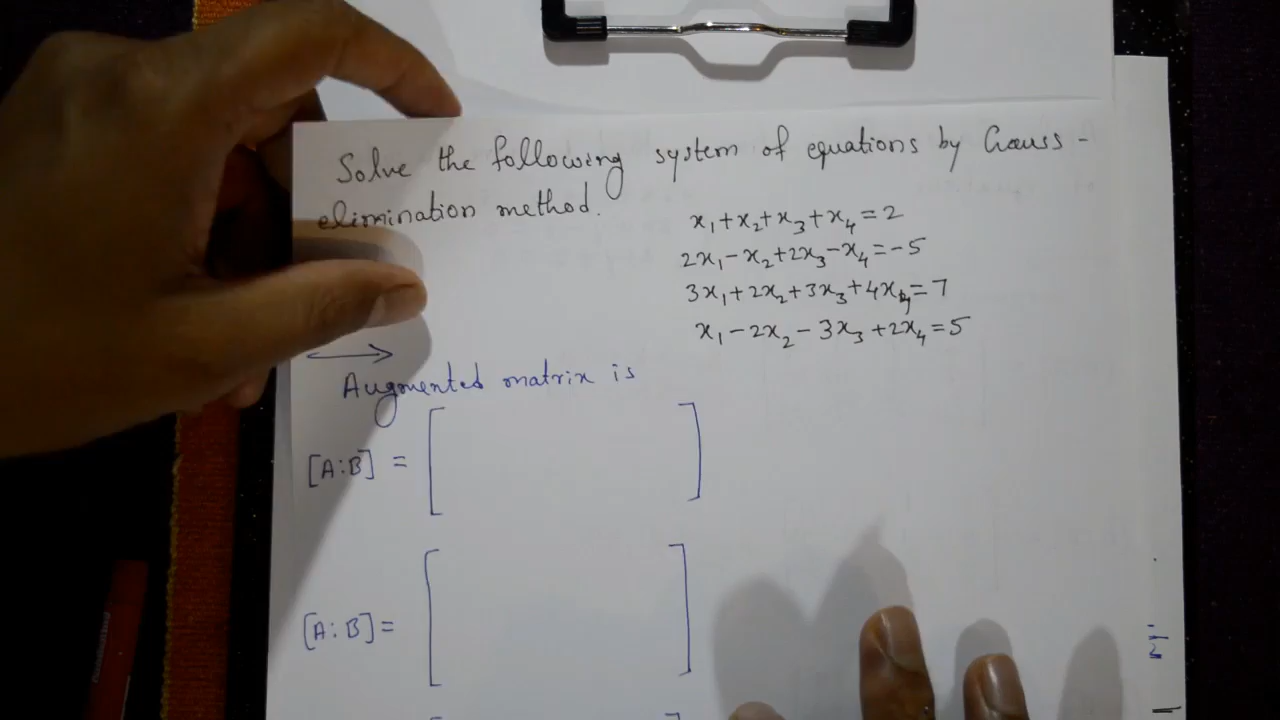 Solve the following system of equations by Gauss -
elimination method.
x₁+x₂+x₃+x₄=2
2x₁-x₂+2x₃-x₄=-5
3x₁+2x₂+3x₃+4x₄=7
x₁-2x₂-3x₃+2x₄=5
Augmented matrix is
[A:B] =
[A:B] =